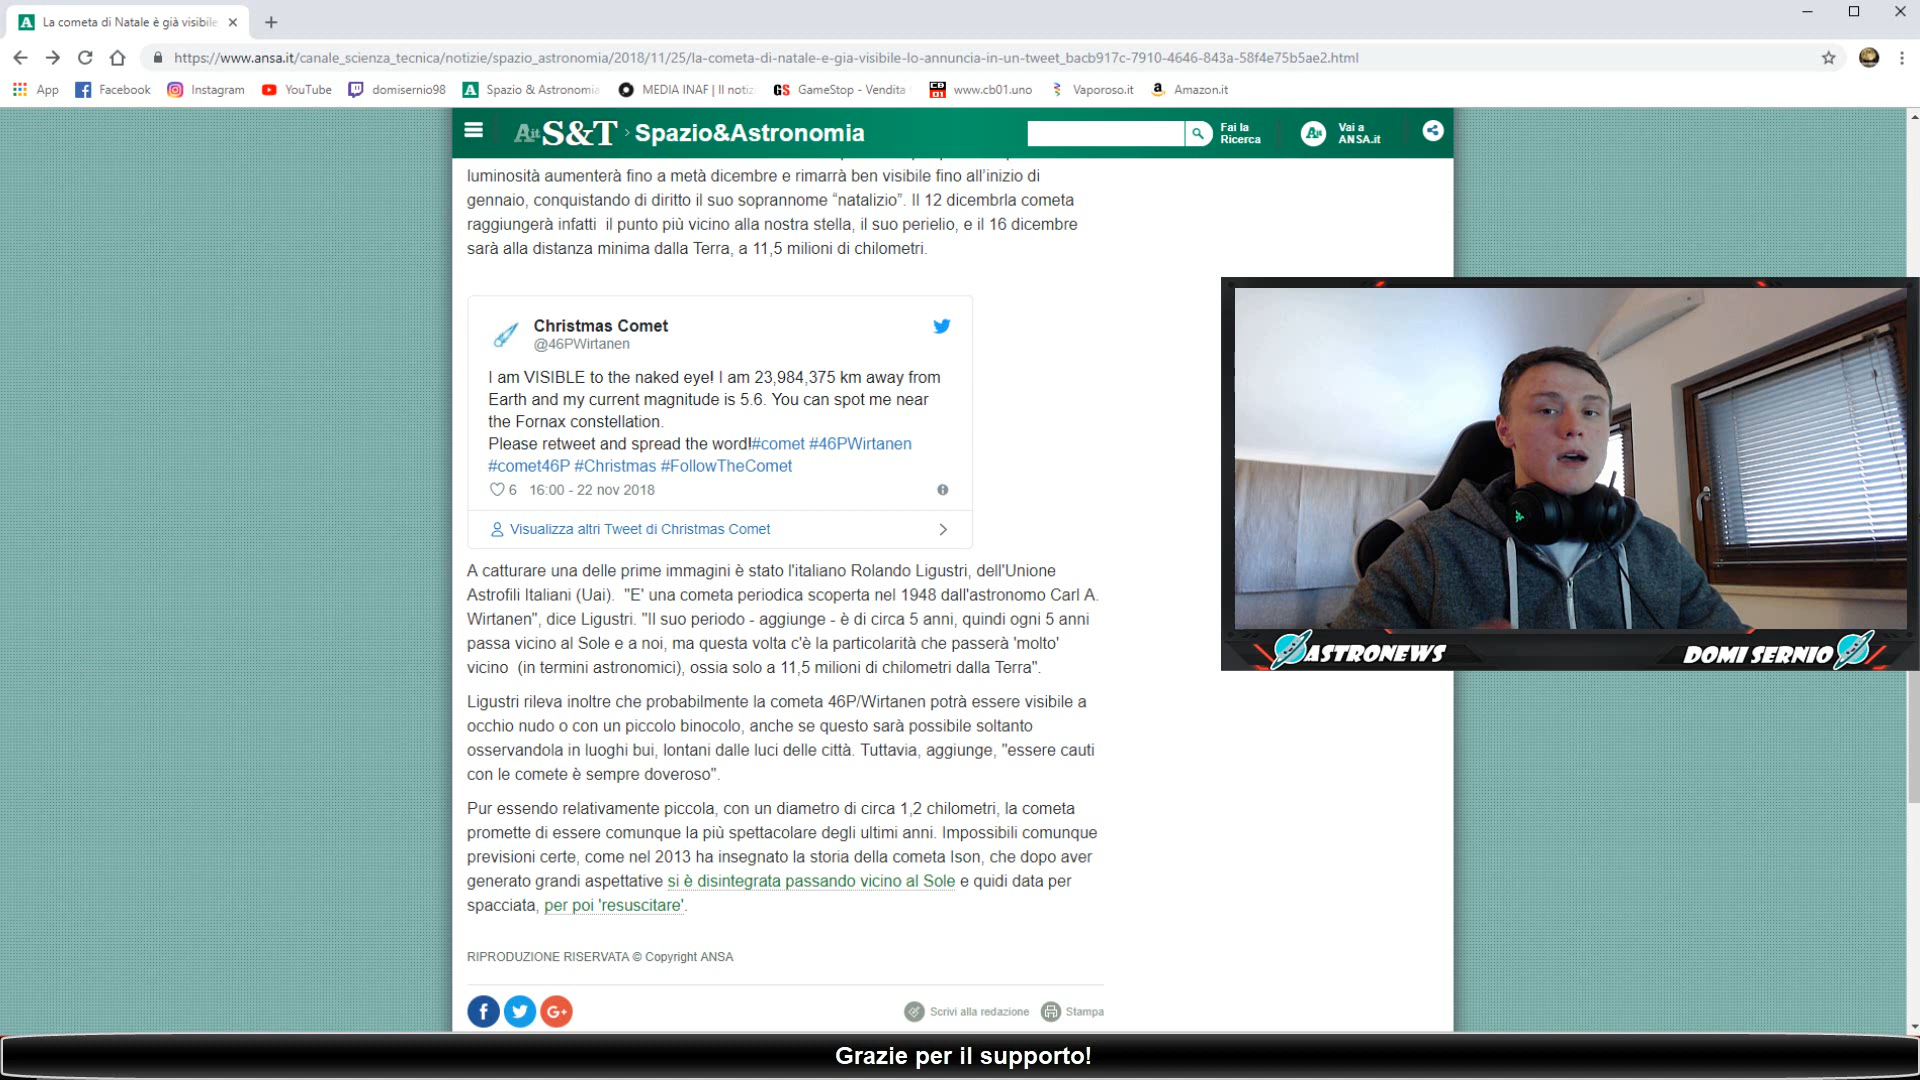 La cometa di Natale è già visibile
https://www.ansa.it/canale_scienza_tecnica/notizie/spazio_astronomia/2018/11/25/la-cometa-di-natale-e-gia-visibile-lo-annuncia-in-un-tweet_bacb917c-7910-4646-843a-58f4e75b5ae2.html
App Facebook Instagram YouTube domisernio98 Spazio & Astronomia MEDIA INAF | Il notiz GameStop - Vendita www.cb01.uno Vaporoso.it Amazon.it
A.it S&T > Spazio&Astronomia
Fai la
Ricerca
Vai a
ANSA.it
luminosità aumenterà fino a metà dicembre e rimarrà ben visibile fino all'inizio di
gennaio, conquistando di diritto il suo soprannome “natalizio”. Il 12 dicembrla cometa
raggiungerà infatti il punto più vicino alla nostra stella, il suo perielio, e il 16 dicembre
sarà alla distanza minima dalla Terra, a 11,5 milioni di chilometri.
Christmas Comet
@46PWirtanen
I am VISIBLE to the naked eye! I am 23,984,375 km away from
Earth and my current magnitude is 5.6. You can spot me near
the Fornax constellation.
Please retweet and spread the word!#comet #46PWirtanen
#comet46P #Christmas #FollowTheComet
6 16:00 - 22 nov 2018
Visualizza altri Tweet di Christmas Comet
A catturare una delle prime immagini è stato l'italiano Rolando Ligustri, dell'Unione
Astrofili Italiani (Uai). "E' una cometa periodica scoperta nel 1948 dall'astronomo Carl A.
Wirtanen", dice Ligustri. "Il suo periodo - aggiunge - è di circa 5 anni, quindi ogni 5 anni
passa vicino al Sole e a noi, ma questa volta c'è la particolarità che passerà 'molto'
vicino (in termini astronomici), ossia solo a 11,5 milioni di chilometri dalla Terra".
Ligustri rileva inoltre che probabilmente la cometa 46P/Wirtanen potrà essere visibile a
occhio nudo o con un piccolo binocolo, anche se questo sarà possibile soltanto
osservandola in luoghi bui, lontani dalle luci delle città. Tuttavia, aggiunge, "essere cauti
con le comete è sempre doveroso".
Pur essendo relativamente piccola, con un diametro di circa 1,2 chilometri, la cometa
promette di essere comunque la più spettacolare degli ultimi anni. Impossibili comunque
previsioni certe, come nel 2013 ha insegnato la storia della cometa Ison, che dopo aver
generato grandi aspettative si è disintegrata passando vicino al Sole e quidi data per
spacciata, per poi 'resuscitare'.
RIPRODUZIONE RISERVATA © Copyright ANSA
Scrivi alla redazione Stampa
ASTRONEWS
DOMI SERNIO
Grazie per il supporto!